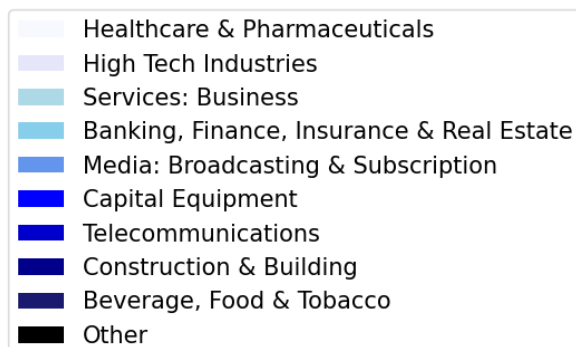 Healthcare & Pharmaceuticals
High Tech Industries
Services: Business
Banking, Finance, Insurance & Real Estate
Media: Broadcasting & Subscription
Capital Equipment
Telecommunications
Construction & Building
Beverage, Food & Tobacco
Other